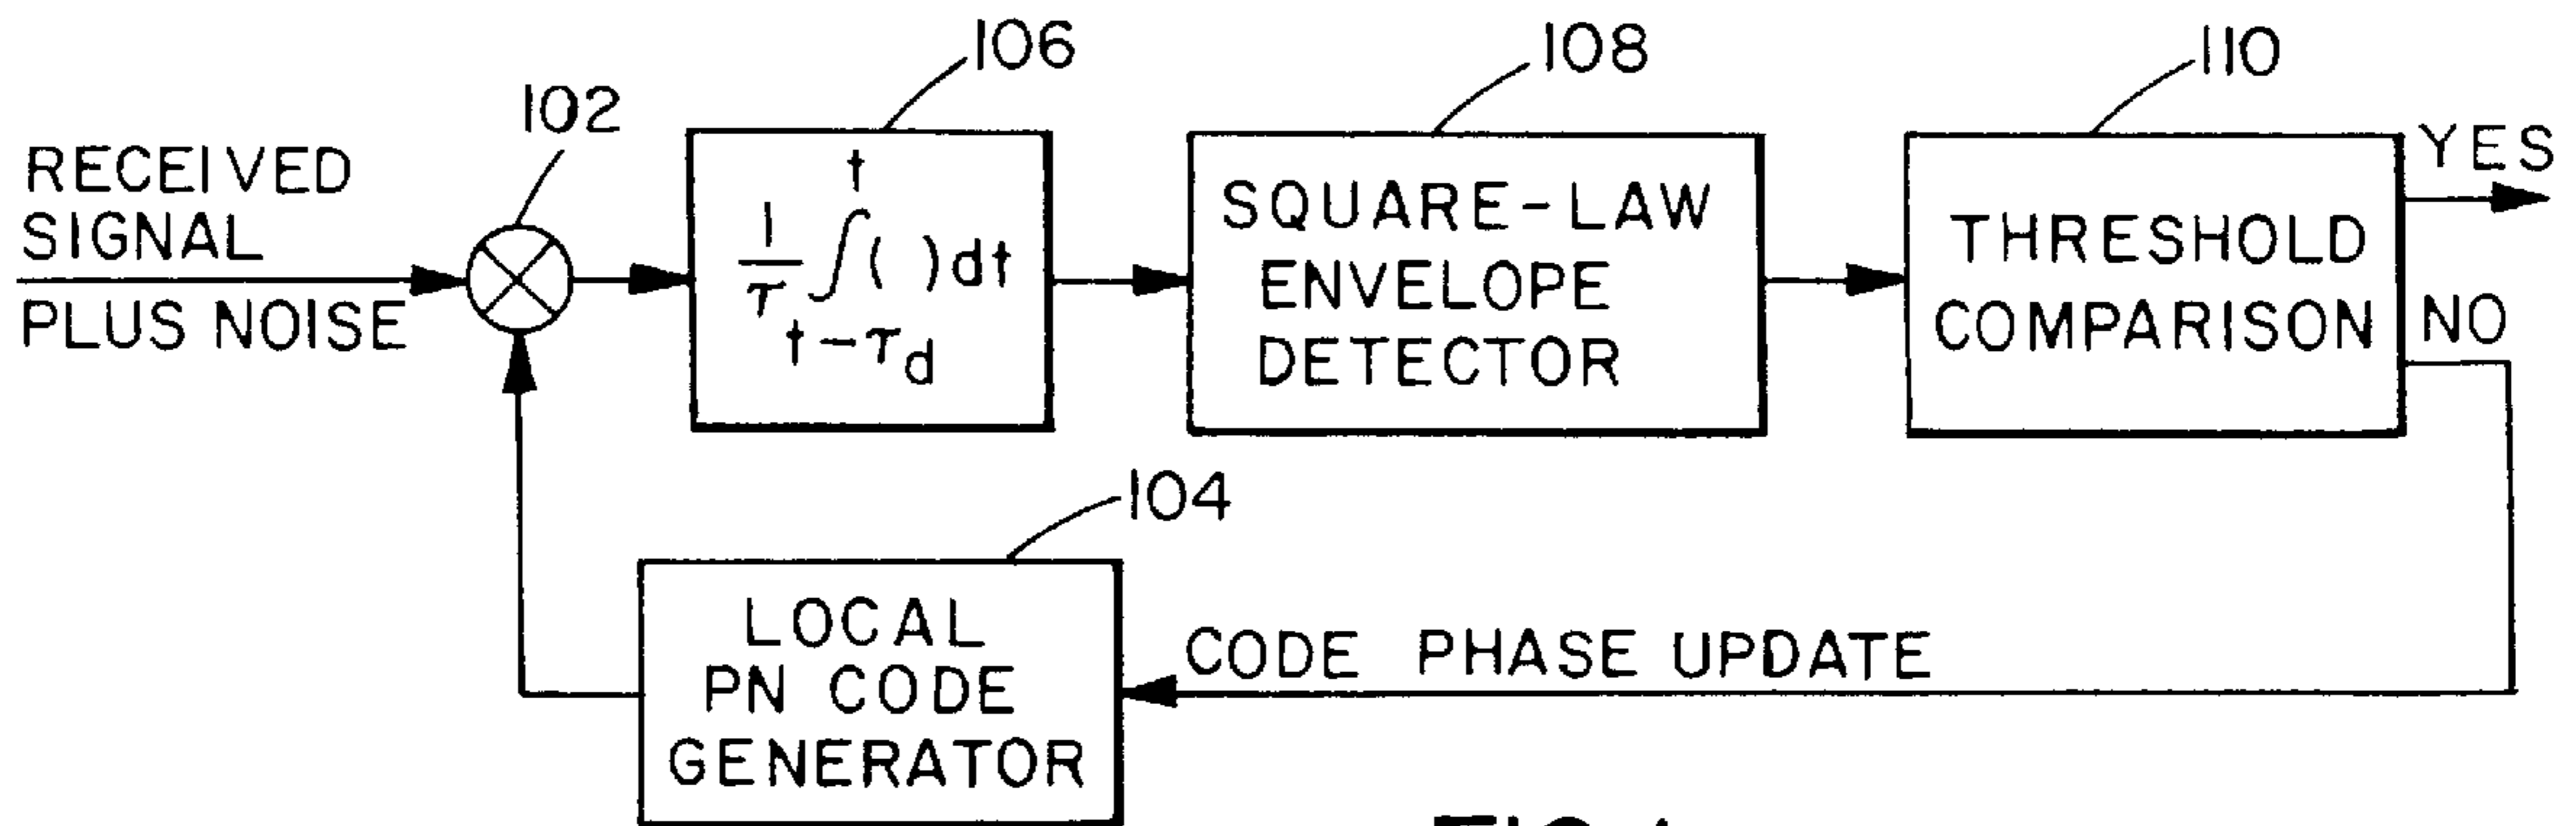 106
108
110
102
RECEIVED
SIGNAL
PLUS NOISE
1/τ ∫ t t-τd ( ) dt
SQUARE-LAW
ENVELOPE
DETECTOR
THRESHOLD
COMPARISON
YES
NO
104
LOCAL
PN CODE
GENERATOR
CODE PHASE UPDATE